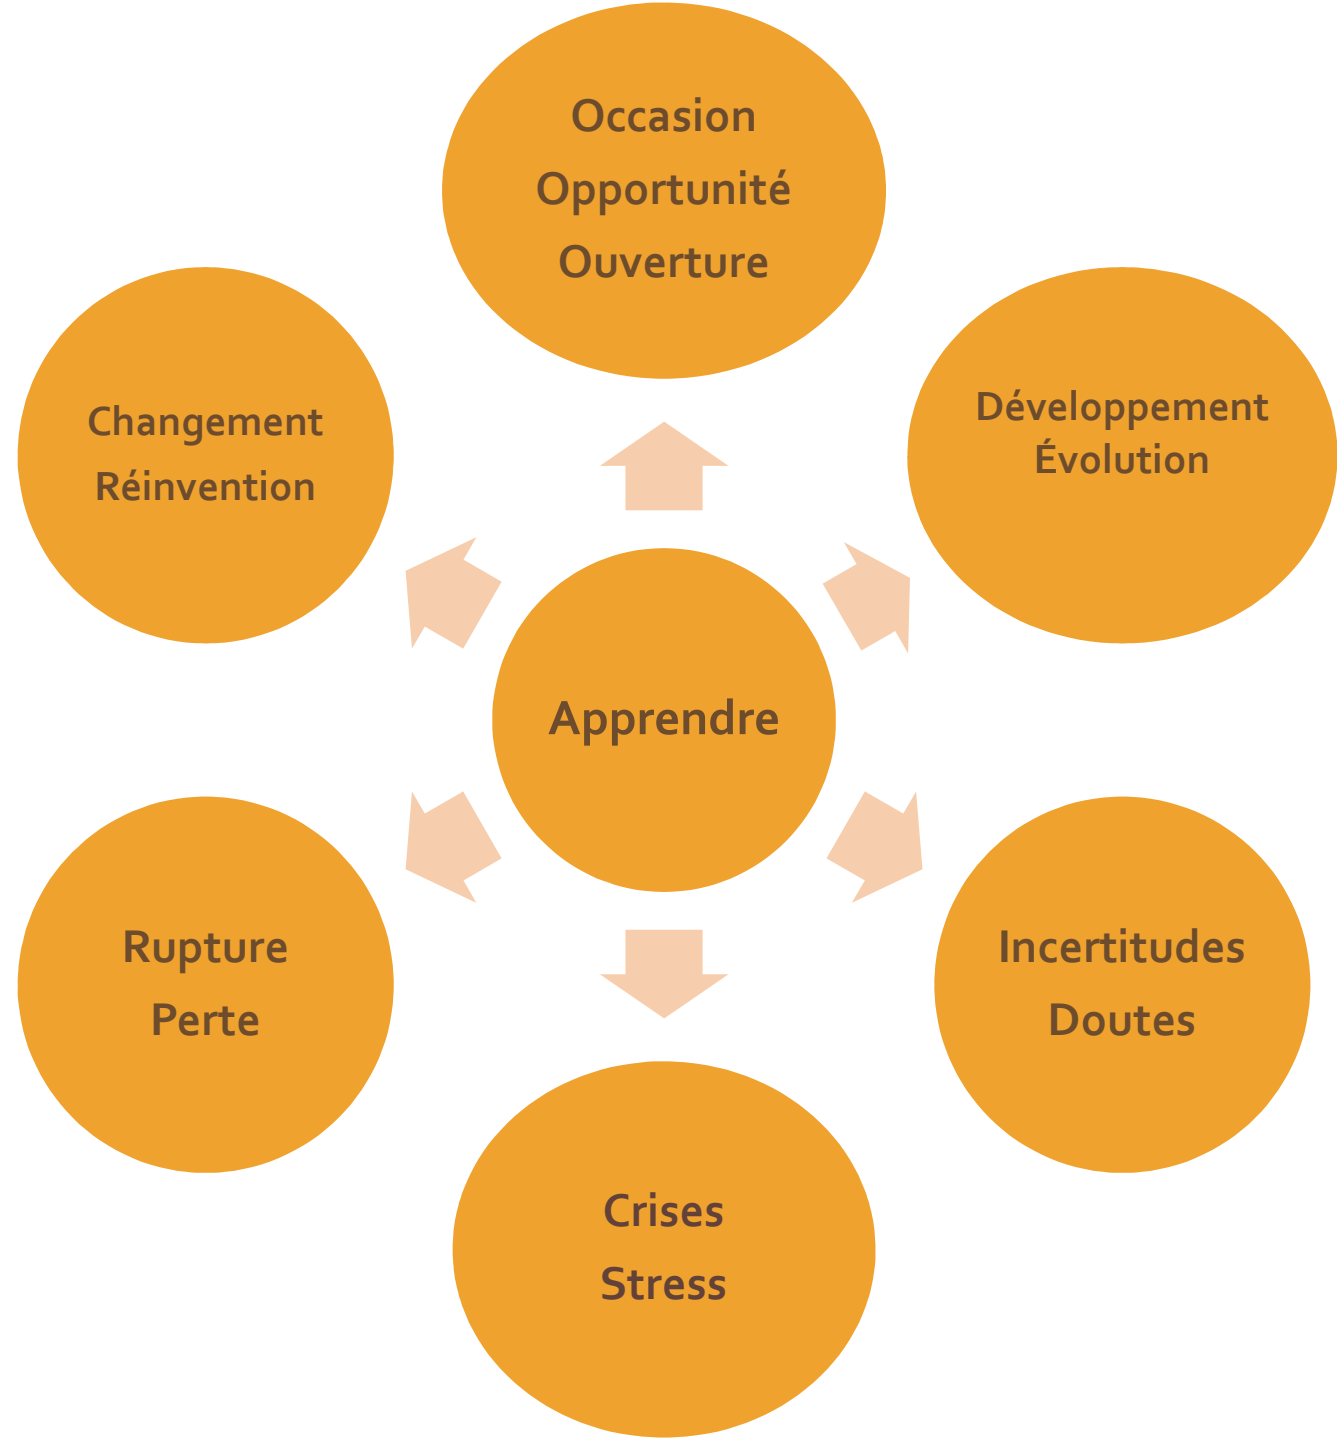 Occasion
Opportunité
Ouverture
Développement
Évolution
Incertitudes
Doutes
Crises
Stress
Rupture
Perte
Changement
Réinvention
Apprendre